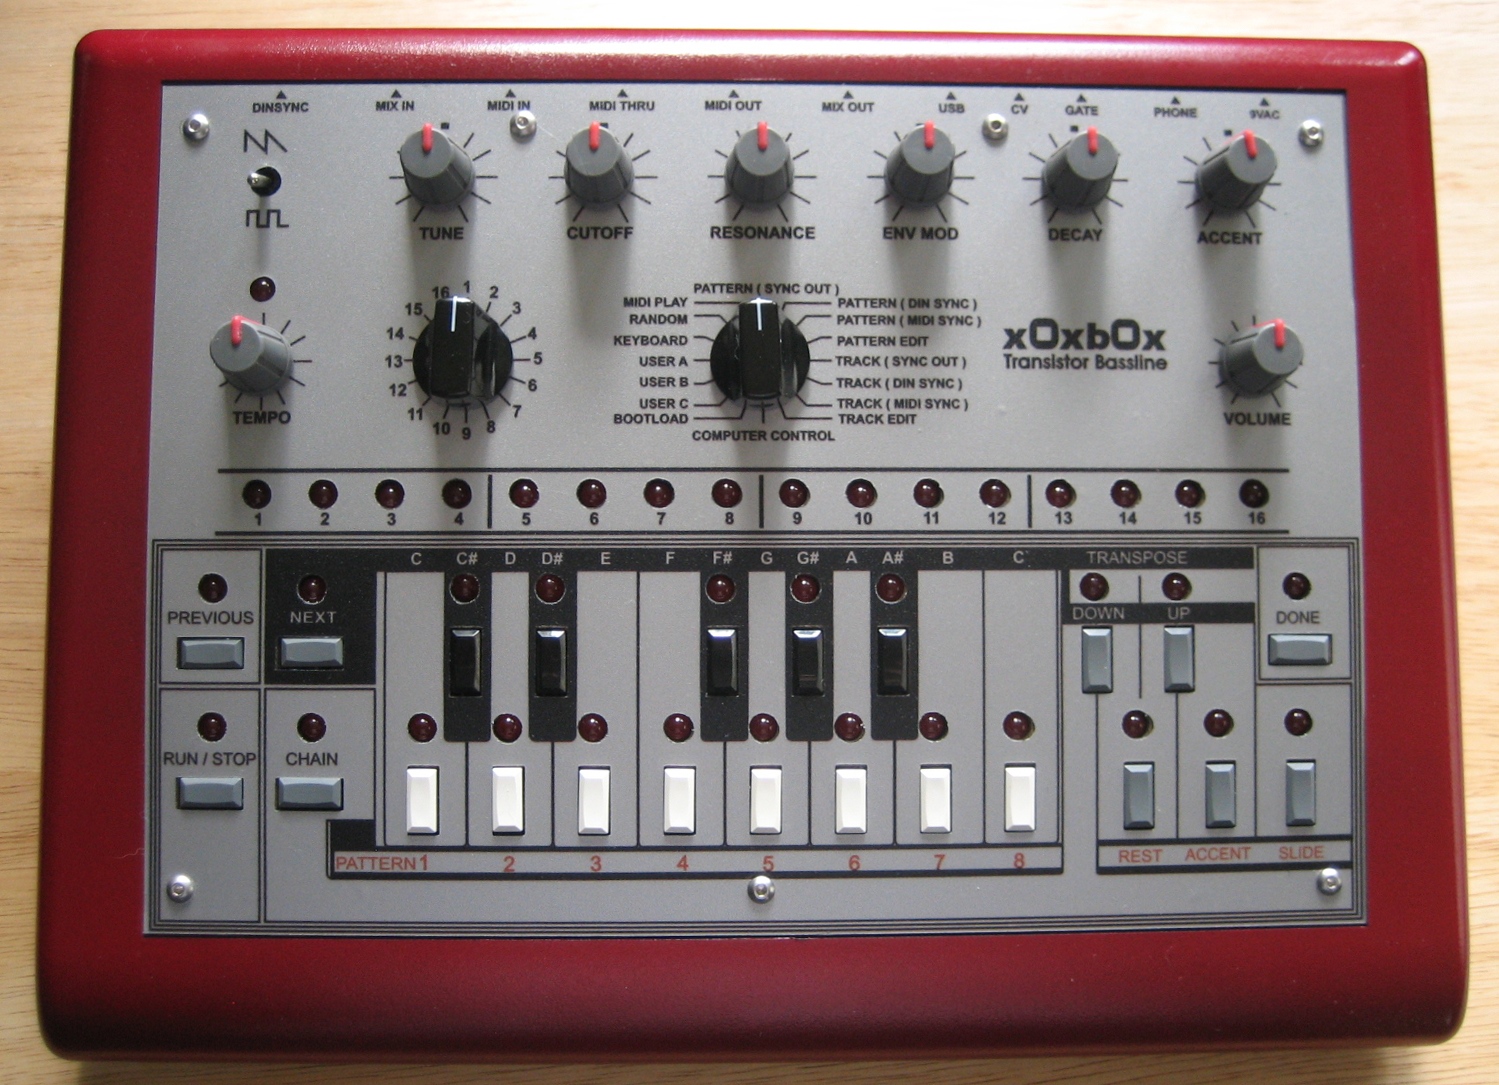 DINSYNC MIX IN MIDI IN MIDI THRU MIDI OUT MIX OUT USB CV GATE PHONE 9VAC
TUNE CUTOFF RESONANCE ENV MOD DECAY ACCENT
TEMPO
1
2
3
4
5
6
7
8
9
10
11
12
13
14
15
16
PATTERN ( SYNC OUT )
MIDI PLAY PATTERN ( DIN SYNC )
RANDOM PATTERN ( MIDI SYNC )
KEYBOARD PATTERN EDIT
USER A TRACK ( SYNC OUT )
USER B TRACK ( DIN SYNC )
USER C TRACK ( MIDI SYNC )
BOOTLOAD TRACK EDIT
COMPUTER CONTROL
xOxbOx
Transistor Bassline
VOLUME
1 2 3 4 5 6 7 8 9 10 11 12 13 14 15 16
C C# D D# E F F# G G# A A# B C'
TRANSPOSE
PREVIOUS NEXT DOWN UP DONE
RUN / STOP CHAIN
PATTERN 1 2 3 4 5 6 7 8
REST ACCENT SLIDE